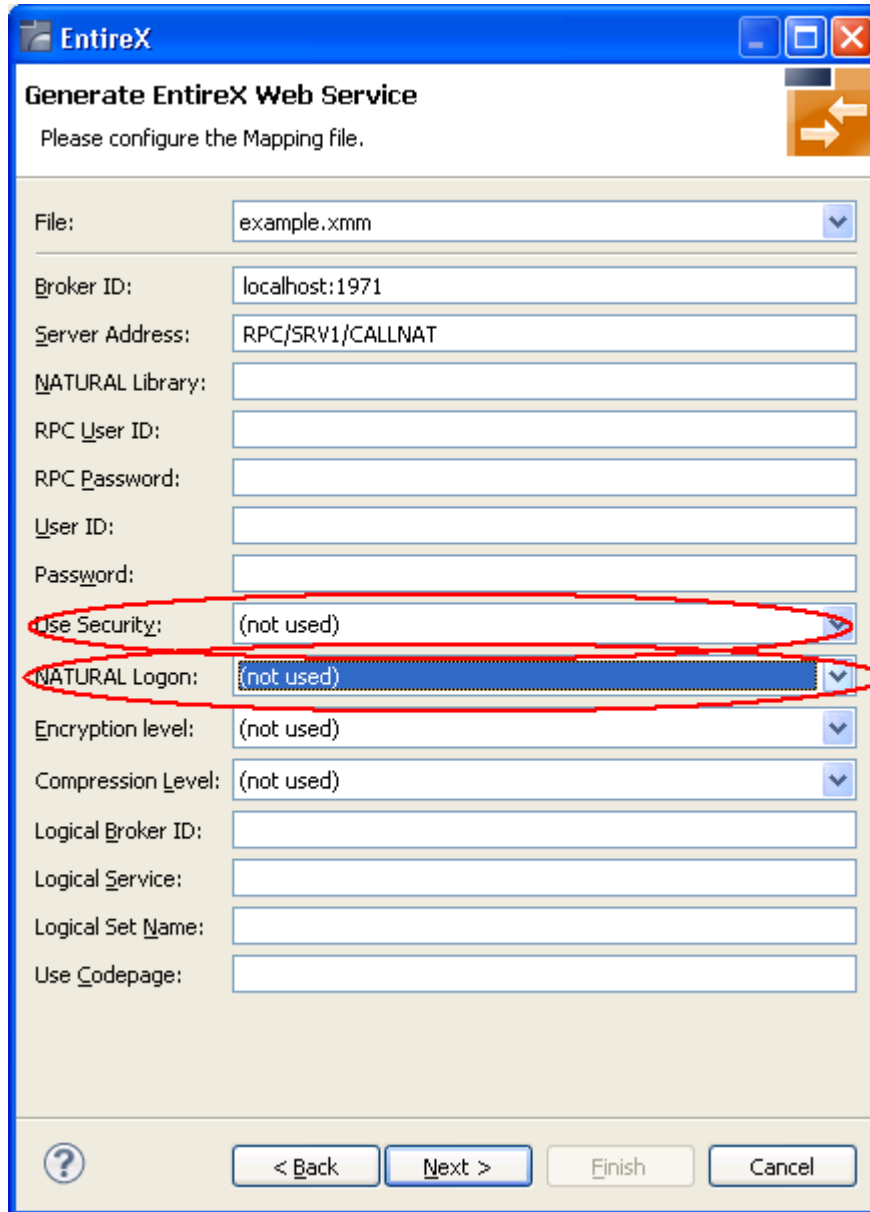 EntireX
Generate EntireX Web Service
Please configure the Mapping file.
File: example.xmm
Broker ID: localhost:1971
Server Address: RPC/SRV1/CALLNAT
NATURAL Library:
RPC User ID:
RPC Password:
User ID:
Password:
Use Security: (not used)
NATURAL Logon: (not used)
Encryption level: (not used)
Compression Level: (not used)
Logical Broker ID:
Logical Service:
Logical Set Name:
Use Codepage:
? < Back Next > Finish Cancel